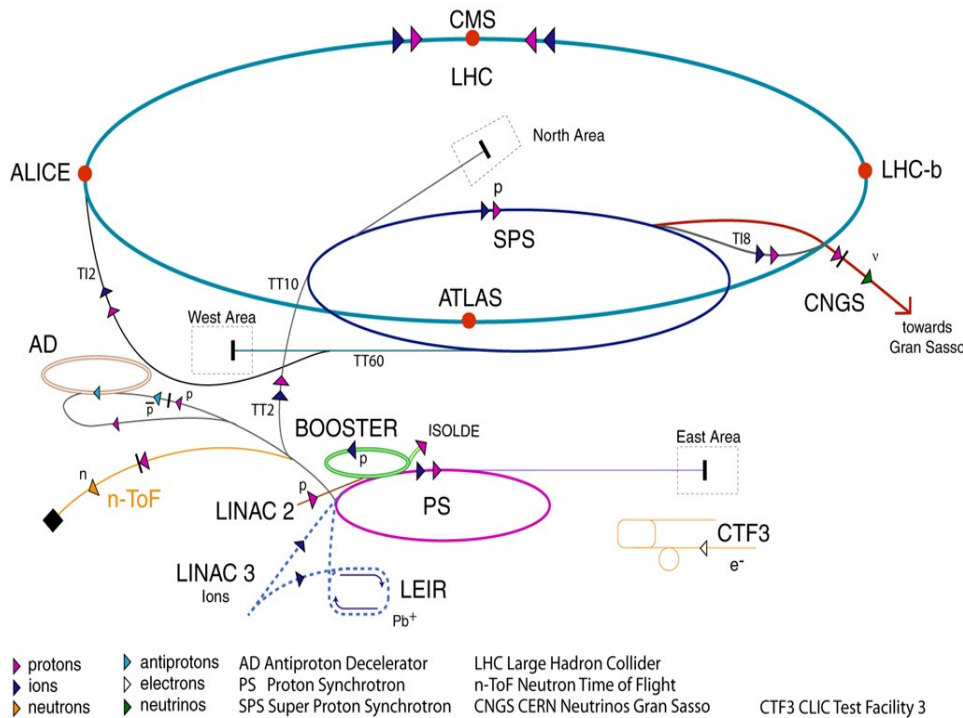 CMS
LHC
North Area
ALICE
LHC-b
p
SPS
TI8
TI2
TT10
ν
CNGS
ATLAS
West Area
towards
Gran Sasso
AD
TT60
p
p
TT2
BOOSTER
ISOLDE
East Area
p
n
n-ToF
p
LINAC 2
PS
CTF3
e-
LINAC 3
Ions
LEIR
Pb+
protons
antiprotons
AD Antiproton Decelerator
LHC Large Hadron Collider
ions
electrons
PS Proton Synchrotron
n-ToF Neutron Time of Flight
neutrons
neutrinos
SPS Super Proton Synchrotron
CNGS CERN Neutrinos Gran Sasso
CTF3 CLIC Test Facility 3